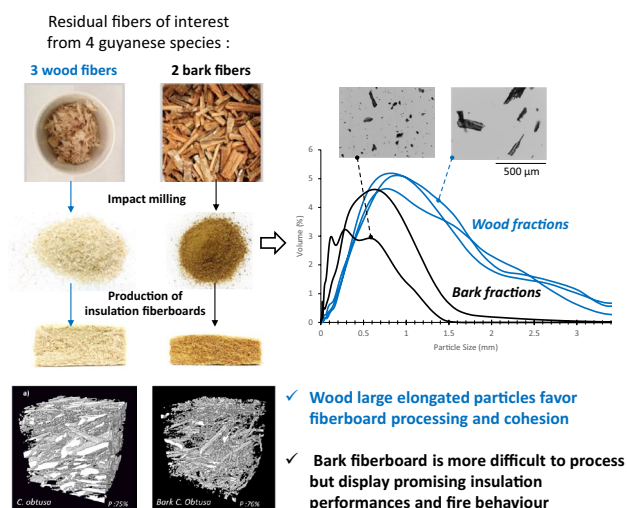 Residual fibers of interest
from 4 guyanese species :
3 wood fibers
2 bark fibers
Impact milling
Production of
insulation fiberboards
500 µm
Volume (%)
6
5
4
3
2
1
0
Wood fractions
Bark fractions
0
0.5
1
1.5
2
2.5
3
Particle Size (mm)
a)
C. obtusa
P :75%
Bark C. Obtusa
P :76%
✓ Wood large elongated particles favor
fiberboard processing and cohesion
✓ Bark fiberboard is more difficult to process
but display promising insulation
performances and fire behaviour